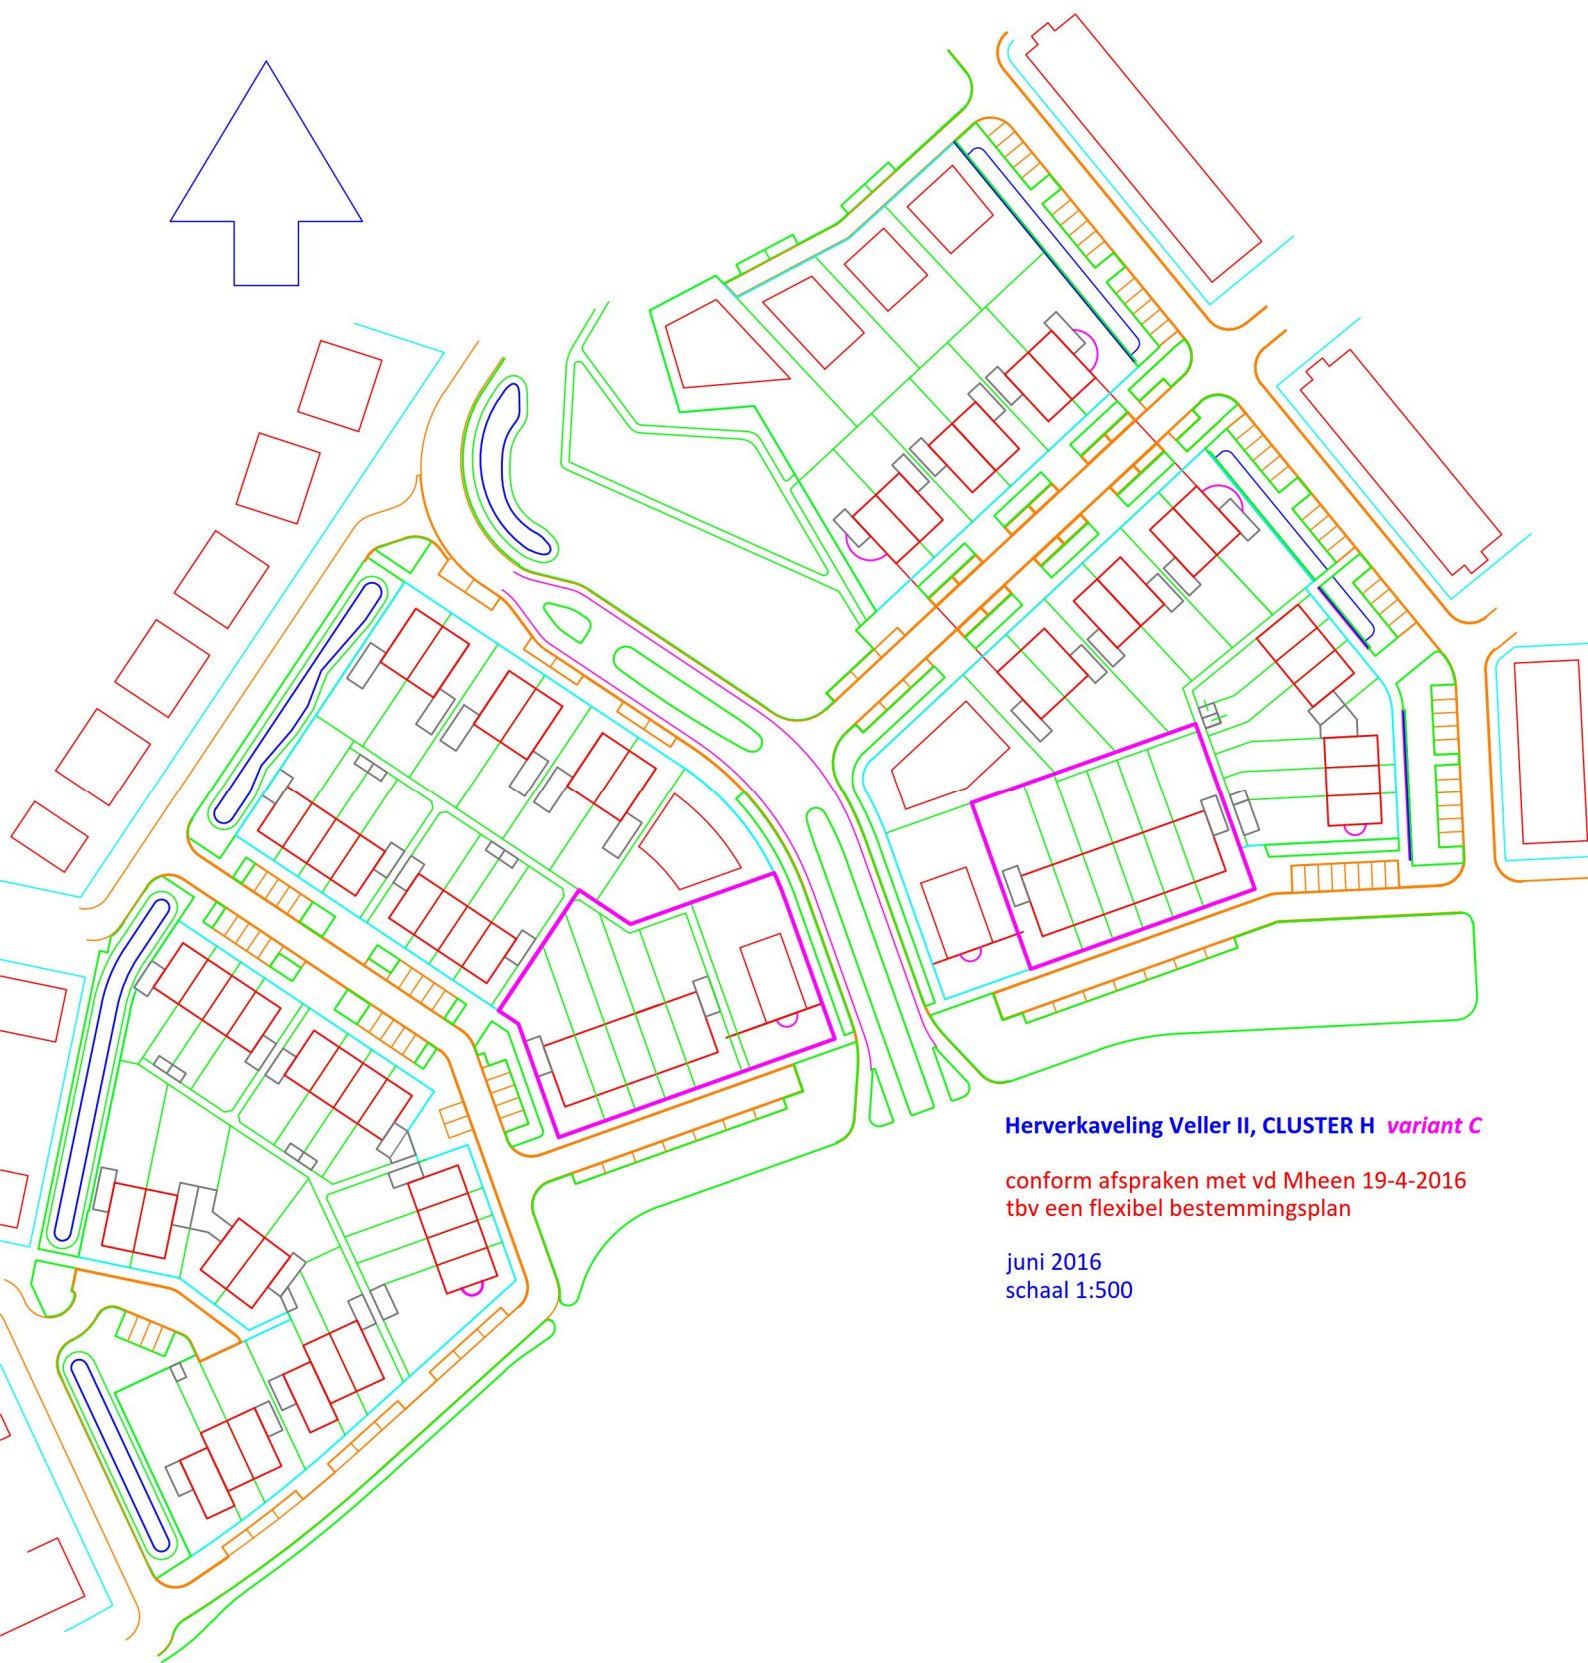 Herverkaveling Veller II, CLUSTER H variant C
conform afspraken met vd Mheen 19-4-2016
tbv een flexibel bestemmingsplan
juni 2016
schaal 1:500